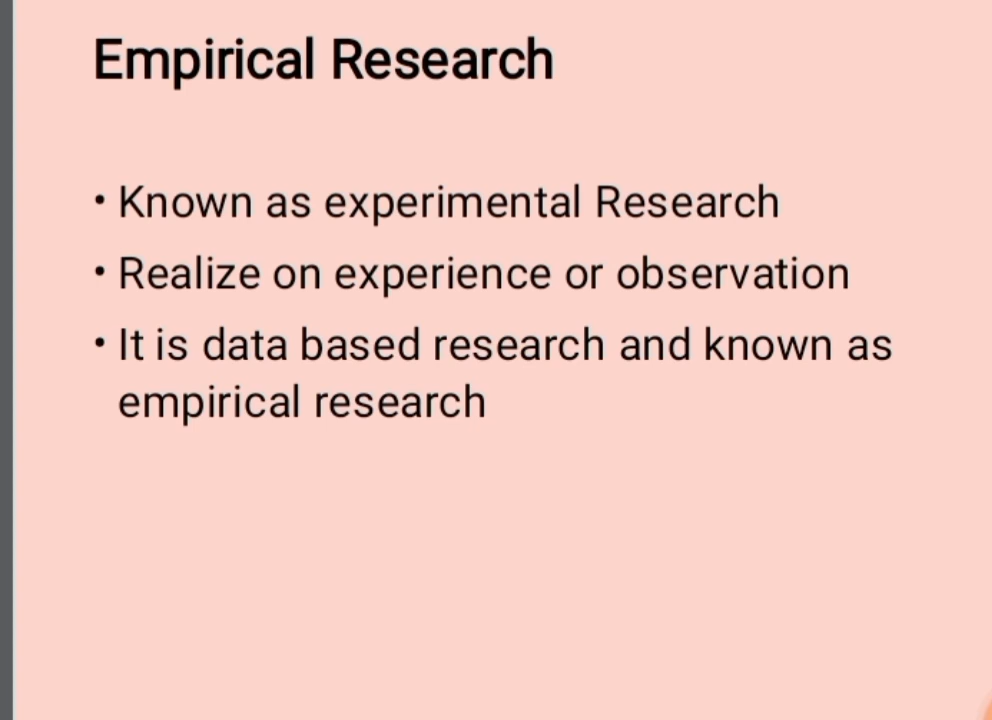 Empirical Research
• Known as experimental Research
• Realize on experience or observation
• It is data based research and known as
empirical research